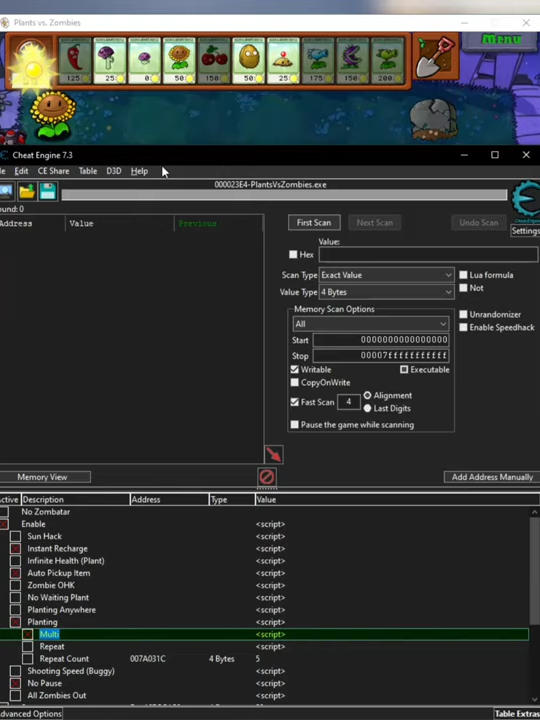 Plants vs. Zombies
Menu
125 25 0 50 125 50 25 175 150 200
Cheat Engine 7.3
Edit CE Share Table D3D Help
000023E4-PlantsVsZombies.exe
ound: 0
Address Value Previous
First Scan Next Scan Undo Scan
Settings
Value:
Hex
Scan Type Exact Value
Lua formula
Not
Value Type 4 Bytes
Memory Scan Options
All
Unrandomizer
Enable Speedhack
Start 0000000000000000
Stop 00007fffffffffff
Writable Executable
CopyOnWrite
Fast Scan 4 Alignment
Last Digits
Pause the game while scanning
Memory View
Add Address Manually
ctive Description Address Type Value
No Zombatar
Enable <script>
Sun Hack <script>
Instant Recharge <script>
Infinite Health (Plant) <script>
Auto Pickup Item <script>
Zombie OHK <script>
No Waiting Plant <script>
Planting Anywhere <script>
Planting <script>
Multi <script>
Repeat <script>
Repeat Count 007A031C 4 Bytes 5
Shooting Speed (Buggy) <script>
No Pause <script>
All Zombies Out <script>
dvanced Options
Table Extras